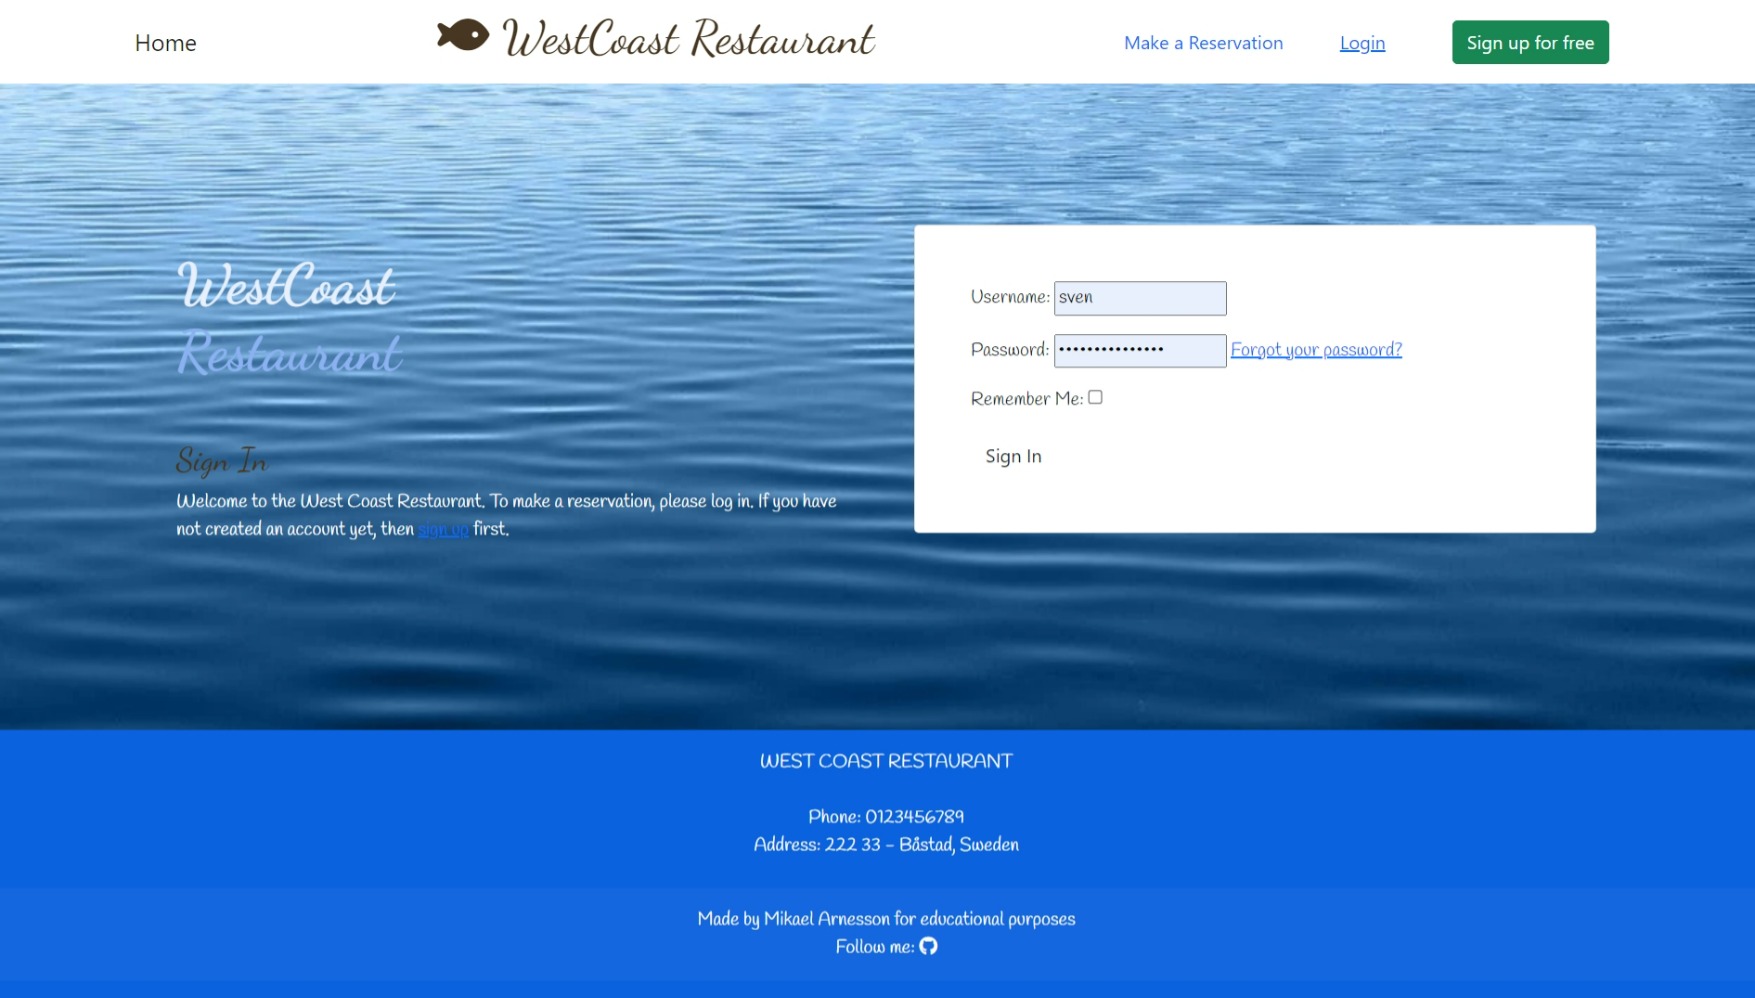 Home
WestCoast Restaurant
Make a Reservation
Login
Sign up for free
WestCoast
Restaurant
Sign In
Welcome to the West Coast Restaurant. To make a reservation, please log in. If you have
not created an account yet, then sign up first.
Username: sven
Password: ••••••••••••••• Forgot your password?
Remember Me:
Sign In
WEST COAST RESTAURANT
Phone: 0123456789
Address: 222 33 - Båstad, Sweden
Made by Mikael Arnesson for educational purposes
Follow me: